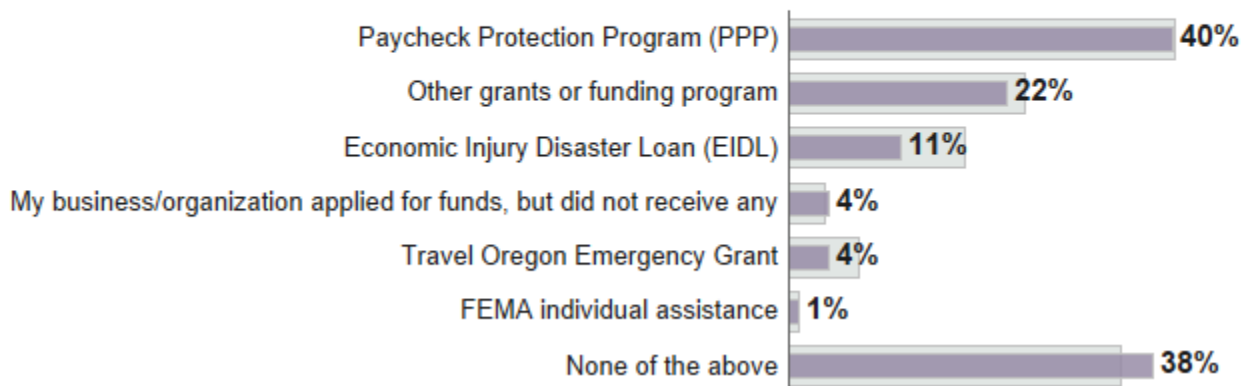 Paycheck Protection Program (PPP) 40%
Other grants or funding program 22%
Economic Injury Disaster Loan (EIDL) 11%
My business/organization applied for funds, but did not receive any 4%
Travel Oregon Emergency Grant 4%
FEMA individual assistance 1%
None of the above 38%